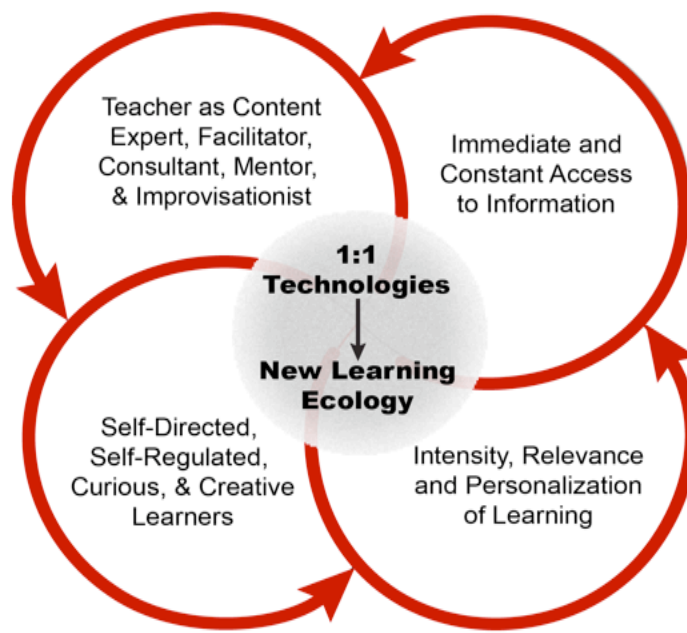 Teacher as Content
Expert, Facilitator,
Consultant, Mentor,
& Improvisationist
Immediate and
Constant Access
to Information
1:1
Technologies
New Learning
Ecology
Self-Directed,
Self-Regulated,
Curious, & Creative
Learners
Intensity, Relevance
and Personalization
of Learning